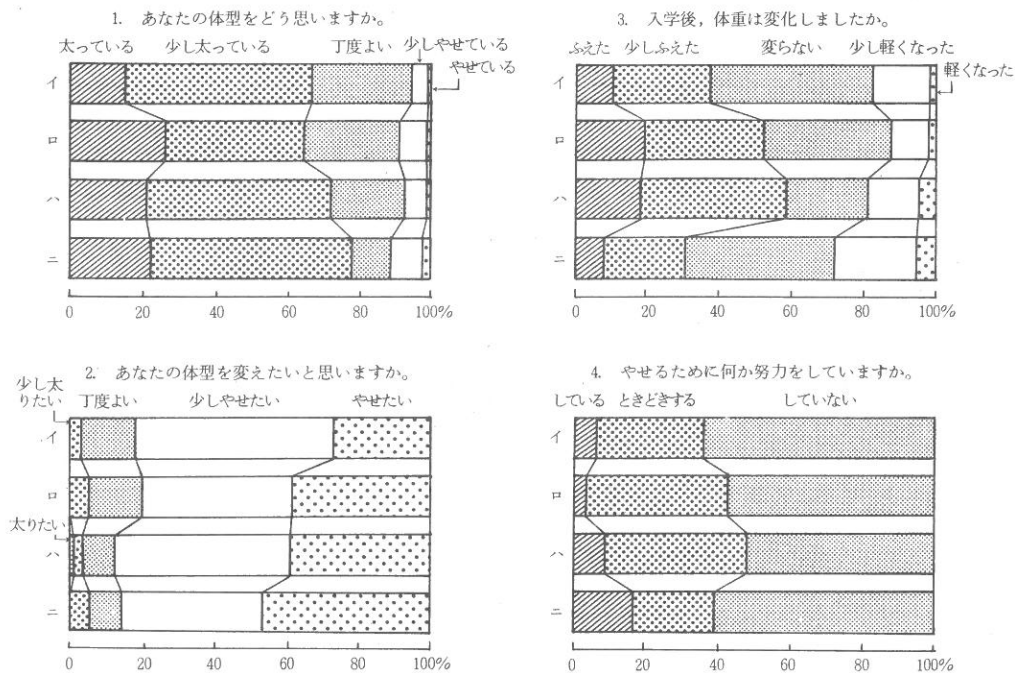 1. あなたの体型をどう思いますか。
太っている 少し太っている 丁度よい 少しやせている
やせている
イ
ロ
ハ
ニ
0 20 40 60 80 100%
3. 入学後，体重は変化しましたか。
ふえた 少しふえた 変らない 少し軽くなった
軽くなった
イ
ロ
ハ
ニ
0 20 40 60 80 100%
2. あなたの体型を変えたいと思いますか。
少し太
りたい 丁度よい 少しやせたい やせたい
イ
ロ
太りたい
ハ
ニ
0 20 40 60 80 100%
4. やせるために何か努力をしていますか。
している ときどきする していない
イ
ロ
ハ
ニ
0 20 40 60 80 100%